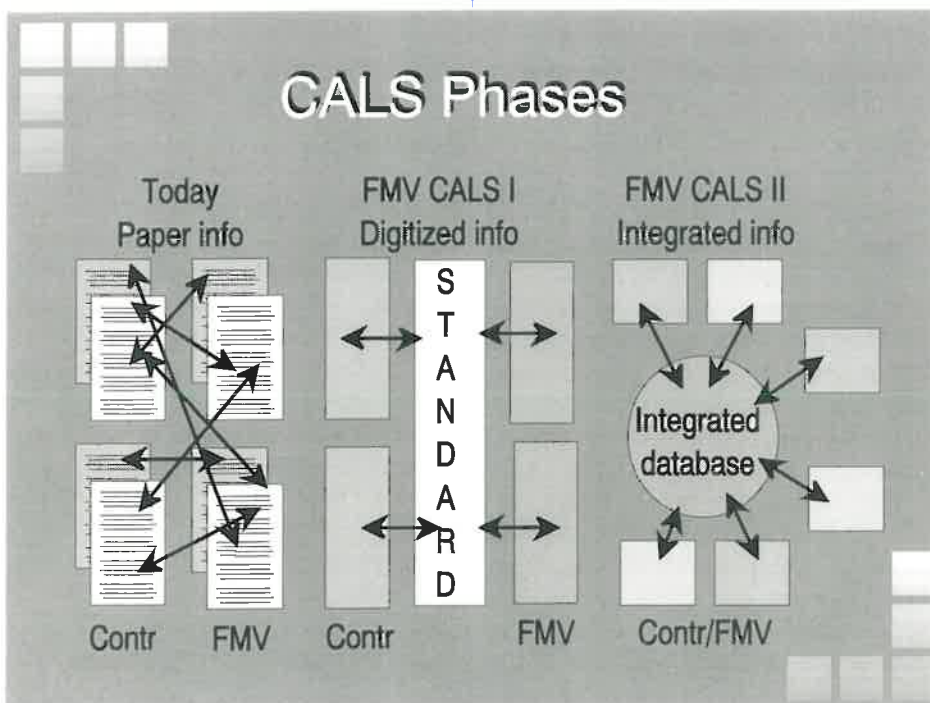 CALS Phases
Today
Paper info
Contr
FMV
FMV CALS I
Digitized info
STANDARD
Contr
FMV
FMV CALS II
Integrated info
Integrated
database
Contr/FMV